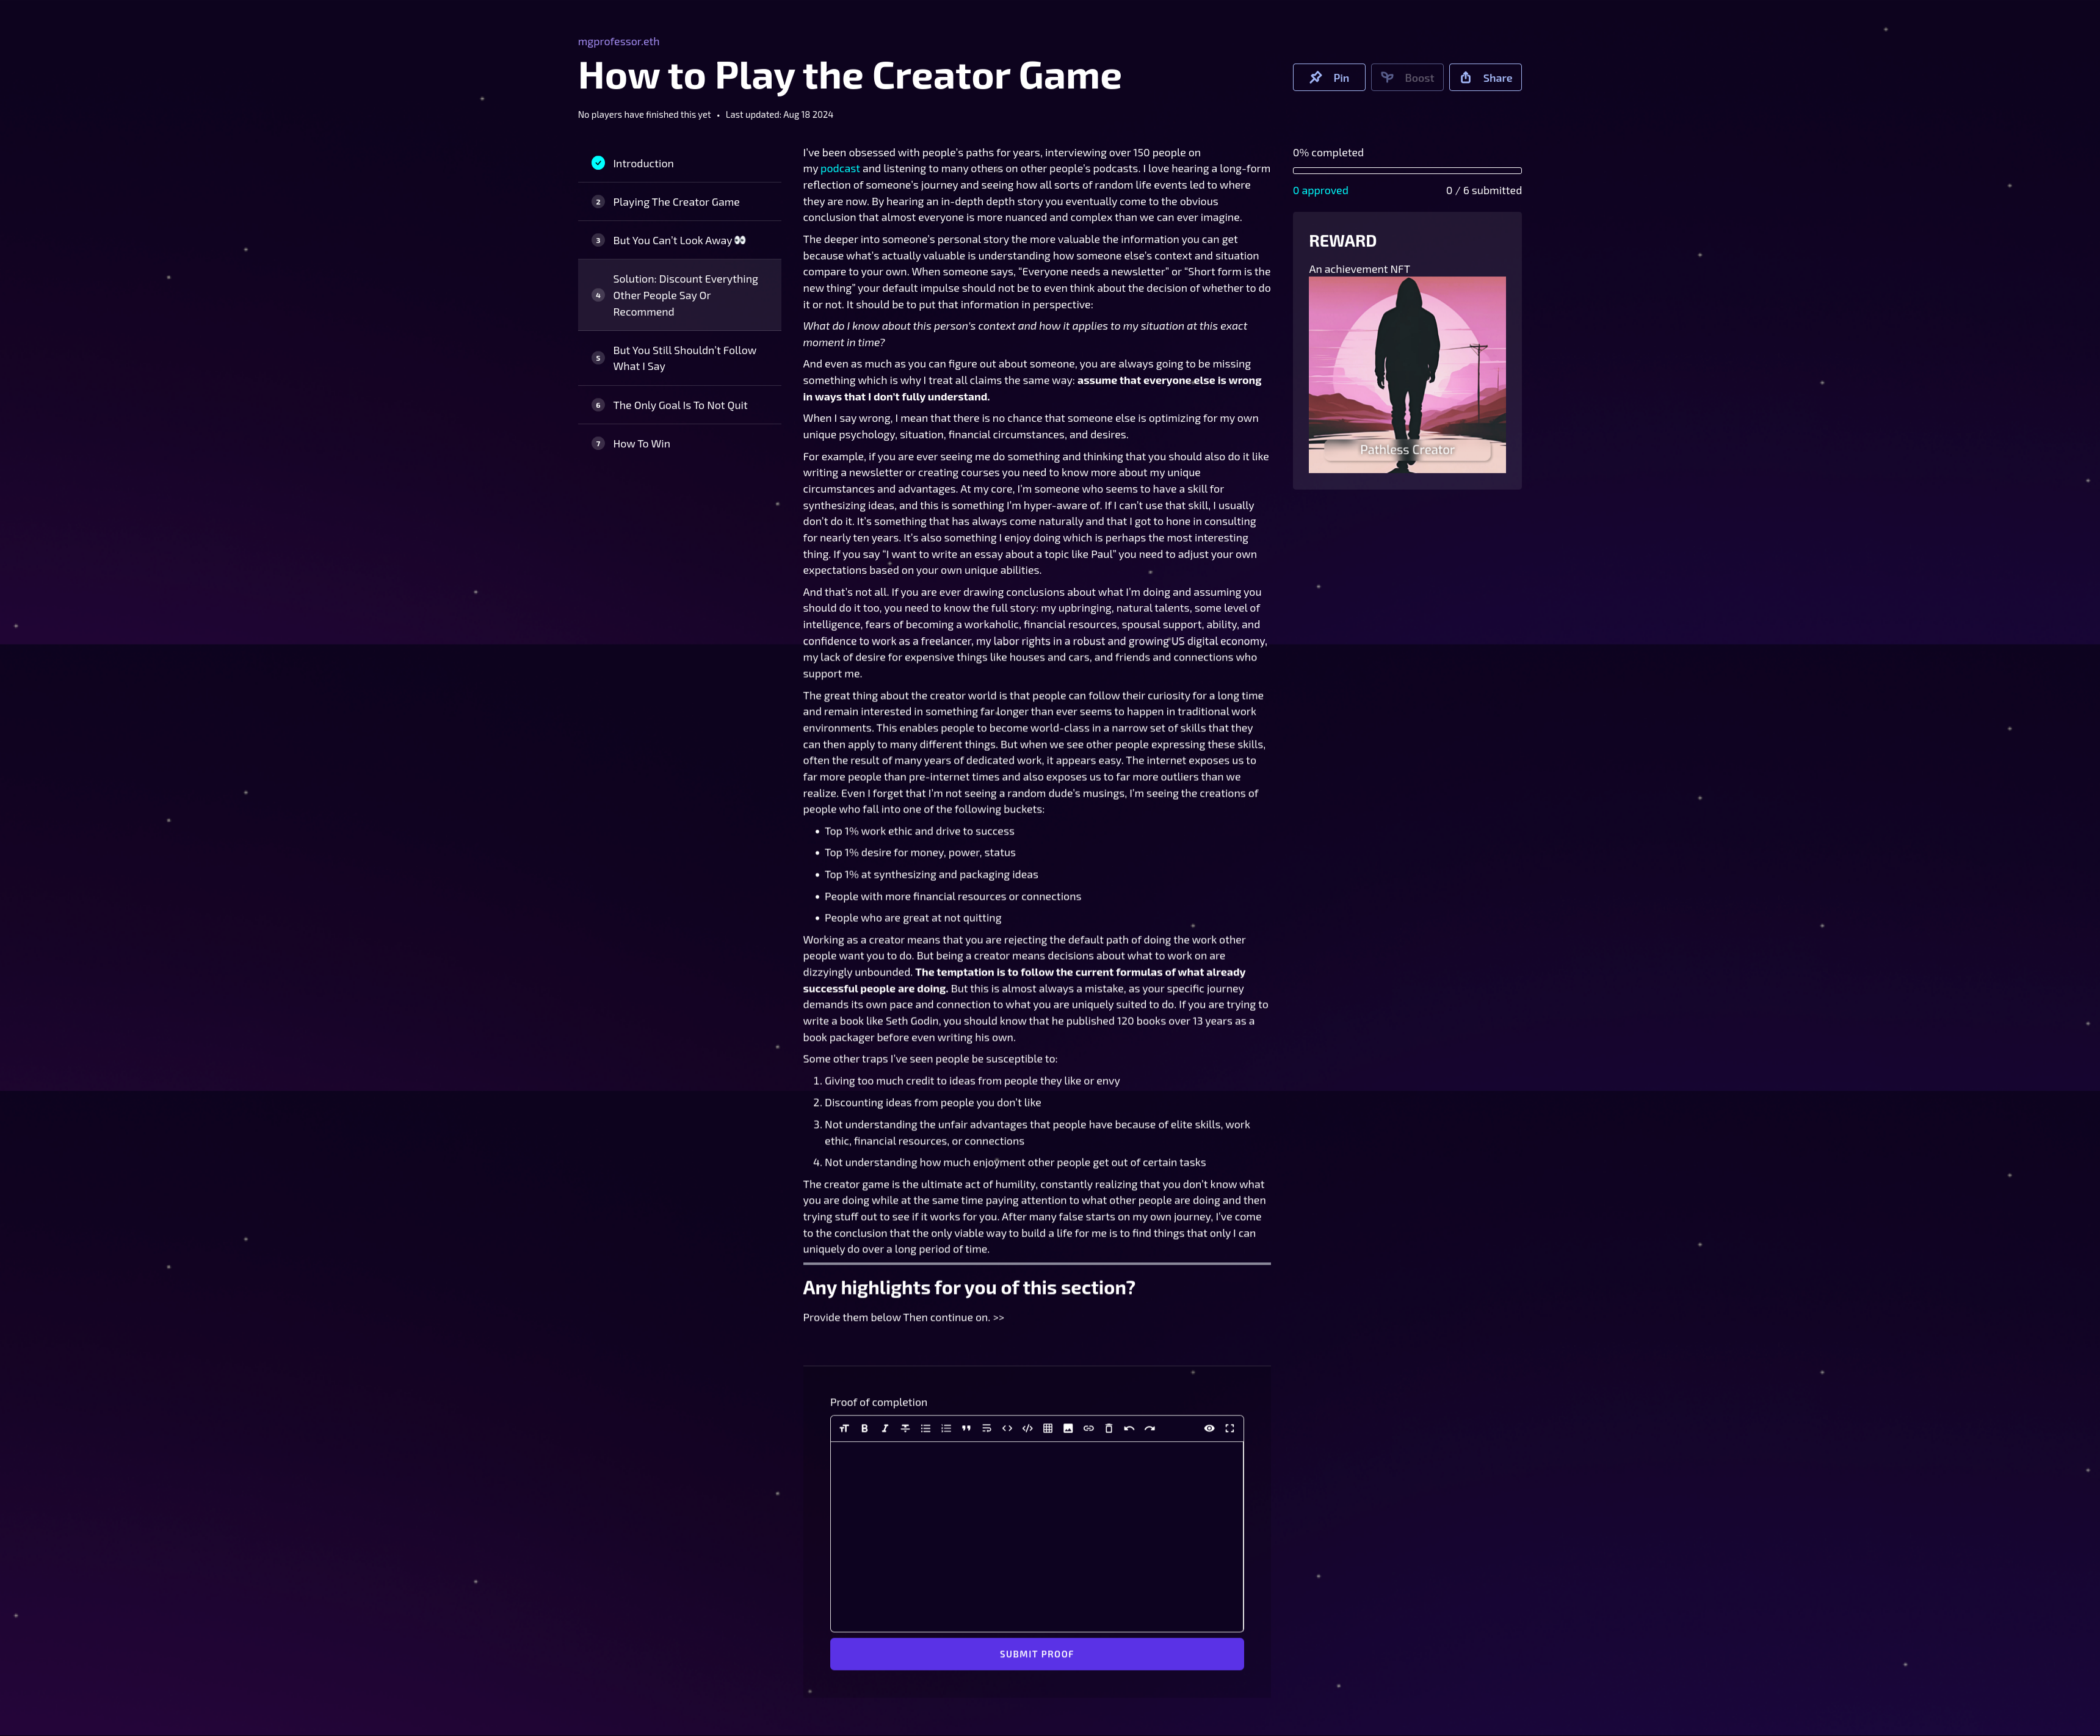 mgprofessor.eth
How to Play the Creator Game
Pin
Boost
Share
No players have finished this yet • Last updated: Aug 18 2024
Introduction
2 Playing The Creator Game
3 But You Can't Look Away 👀
4 Solution: Discount Everything
Other People Say Or
Recommend
5 But You Still Shouldn't Follow
What I Say
6 The Only Goal Is To Not Quit
7 How To Win
I've been obsessed with people's paths for years, interviewing over 150 people on
my podcast and listening to many others on other people's podcasts. I love hearing a long-form
reflection of someone's journey and seeing how all sorts of random life events led to where
they are now. By hearing an in-depth depth story you eventually come to the obvious
conclusion that almost everyone is more nuanced and complex than we can ever imagine.
The deeper into someone's personal story the more valuable the information you can get
because what's actually valuable is understanding how someone else's context and situation
compare to your own. When someone says, "Everyone needs a newsletter" or "Short form is the
new thing" your default impulse should not be to even think about the decision of whether to do
it or not. It should be to put that information in perspective:
What do I know about this person's context and how it applies to my situation at this exact
moment in time?
And even as much as you can figure out about someone, you are always going to be missing
something which is why I treat all claims the same way: assume that everyone else is wrong
in ways that I don't fully understand.
When I say wrong, I mean that there is no chance that someone else is optimizing for my own
unique psychology, situation, financial circumstances, and desires.
For example, if you are ever seeing me do something and thinking that you should also do it like
writing a newsletter or creating courses you need to know more about my unique
circumstances and advantages. At my core, I'm someone who seems to have a skill for
synthesizing ideas, and this is something I'm hyper-aware of. If I can't use that skill, I usually
don't do it. It's something that has always come naturally and that I got to hone in consulting
for nearly ten years. It's also something I enjoy doing which is perhaps the most interesting
thing. If you say "I want to write an essay about a topic like Paul" you need to adjust your own
expectations based on your own unique abilities.
And that's not all. If you are ever drawing conclusions about what I'm doing and assuming you
should do it too, you need to know the full story: my upbringing, natural talents, some level of
intelligence, fears of becoming a workaholic, financial resources, spousal support, ability, and
confidence to work as a freelancer, my labor rights in a robust and growing US digital economy,
my lack of desire for expensive things like houses and cars, and friends and connections who
support me.
The great thing about the creator world is that people can follow their curiosity for a long time
and remain interested in something far longer than ever seems to happen in traditional work
environments. This enables people to become world-class in a narrow set of skills that they
can then apply to many different things. But when we see other people expressing these skills,
often the result of many years of dedicated work, it appears easy. The internet exposes us to
far more people than pre-internet times and also exposes us to far more outliers than we
realize. Even I forget that I'm not seeing a random dude's musings, I'm seeing the creations of
people who fall into one of the following buckets:
• Top 1% work ethic and drive to success
• Top 1% desire for money, power, status
• Top 1% at synthesizing and packaging ideas
• People with more financial resources or connections
• People who are great at not quitting
Working as a creator means that you are rejecting the default path of doing the work other
people want you to do. But being a creator means decisions about what to work on are
dizzyingly unbounded. The temptation is to follow the current formulas of what already
successful people are doing. But this is almost always a mistake, as your specific journey
demands its own pace and connection to what you are uniquely suited to do. If you are trying to
write a book like Seth Godin, you should know that he published 120 books over 13 years as a
book packager before even writing his own.
Some other traps I've seen people be susceptible to:
1. Giving too much credit to ideas from people they like or envy
2. Discounting ideas from people you don't like
3. Not understanding the unfair advantages that people have because of elite skills, work
ethic, financial resources, or connections
4. Not understanding how much enjoyment other people get out of certain tasks
The creator game is the ultimate act of humility, constantly realizing that you don't know what
you are doing while at the same time paying attention to what other people are doing and then
trying stuff out to see if it works for you. After many false starts on my own journey, I've come
to the conclusion that the only viable way to build a life for me is to find things that only I can
uniquely do over a long period of time.
Any highlights for you of this section?
Provide them below Then continue on. >>
Proof of completion
SUBMIT PROOF
0% completed
0 approved
0 / 6 submitted
REWARD
An achievement NFT
Pathless Creator